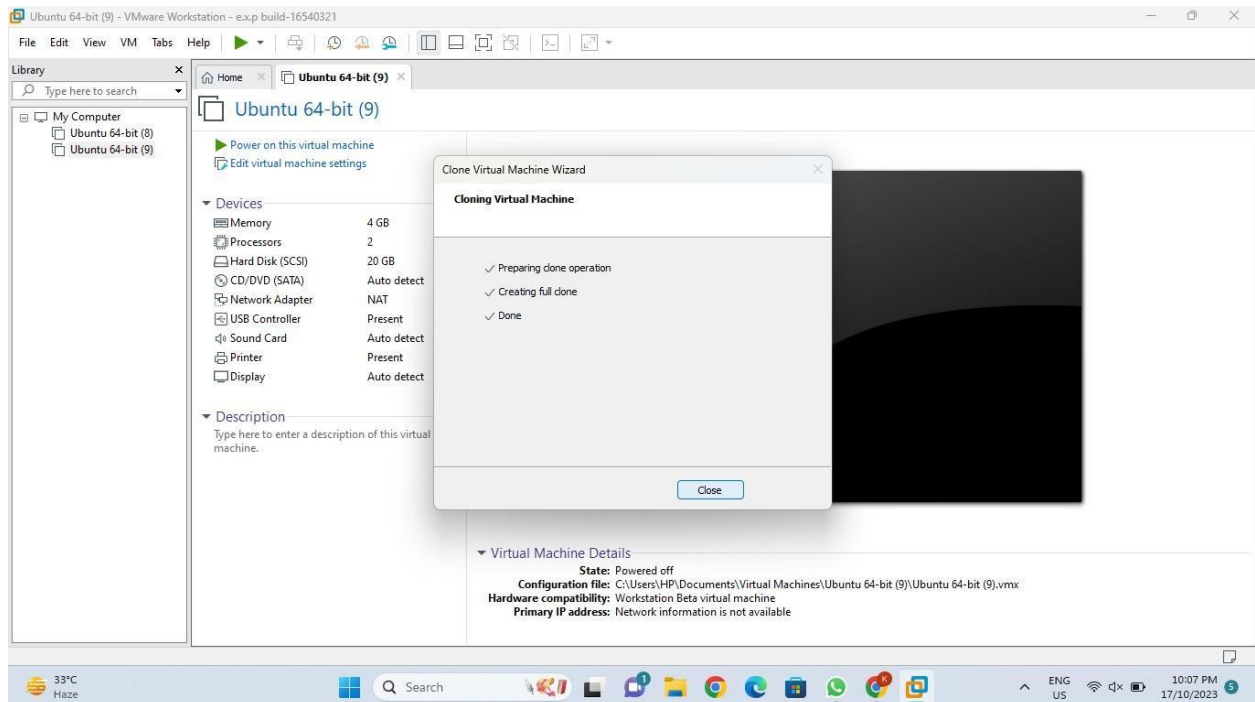 Ubuntu 64-bit (9) - VMware Workstation - e.x.p build-16540321
File Edit View VM Tabs Help
Library
Type here to search
My Computer
Ubuntu 64-bit (8)
Ubuntu 64-bit (9)
Home
Ubuntu 64-bit (9)
Ubuntu 64-bit (9)
Power on this virtual machine
Edit virtual machine settings
Devices
Memory 4 GB
Processors 2
Hard Disk (SCSI) 20 GB
CD/DVD (SATA) Auto detect
Network Adapter NAT
USB Controller Present
Sound Card Auto detect
Printer Present
Display Auto detect
Description
Type here to enter a description of this virtual
machine.
Clone Virtual Machine Wizard
Cloning Virtual Machine
Preparing clone operation
Creating full clone
Done
Close
Virtual Machine Details
State: Powered off
Configuration file: C:\Users\HP\Documents\Virtual Machines\Ubuntu 64-bit (9)\Ubuntu 64-bit (9).vmx
Hardware compatibility: Workstation Beta virtual machine
Primary IP address: Network information is not available
33°C
Haze
Search
1
K
ENG
US
10:07 PM
17/10/2023
5